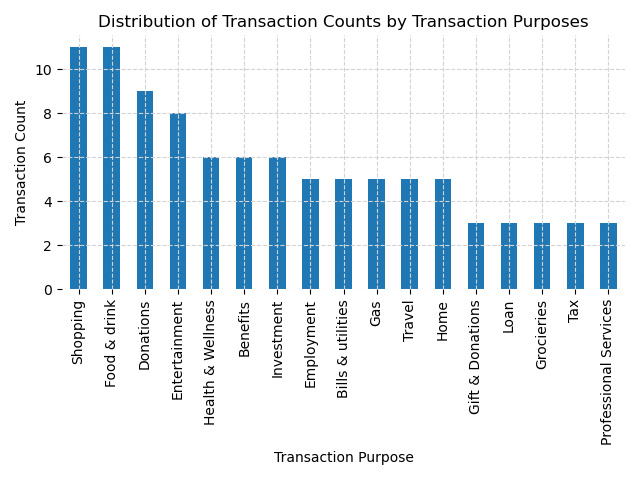 Distribution of Transaction Counts by Transaction Purposes
Transaction Count
10
8
6
4
2
0
Shopping
Food & drink
Donations
Entertainment
Health & Wellness
Benefits
Investment
Employment
Bills & utilities
Gas
Travel
Home
Gift & Donations
Loan
Grocieries
Tax
Professional Services
Transaction Purpose